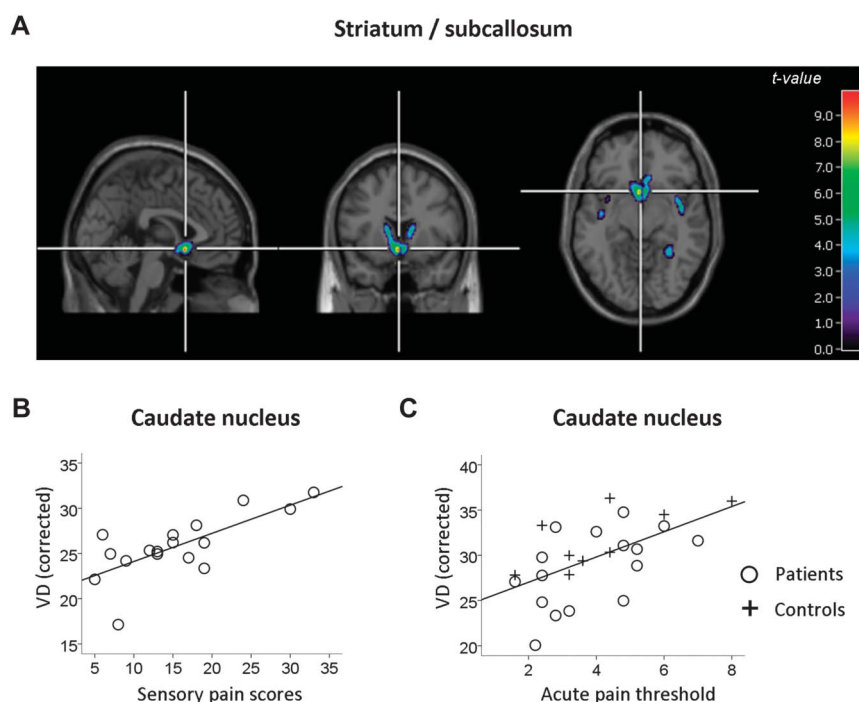 A
Striatum / subcallosum
t-value
9.0
8.0
7.0
6.0
5.0
4.0
3.0
2.0
1.0
0.0
B
Caudate nucleus
VD (corrected)
35
30
25
20
15
5 10 15 20 25 30 35
Sensory pain scores
C
Caudate nucleus
VD (corrected)
40
35
30
25
20
2 4 6 8
Acute pain threshold
Patients
Controls